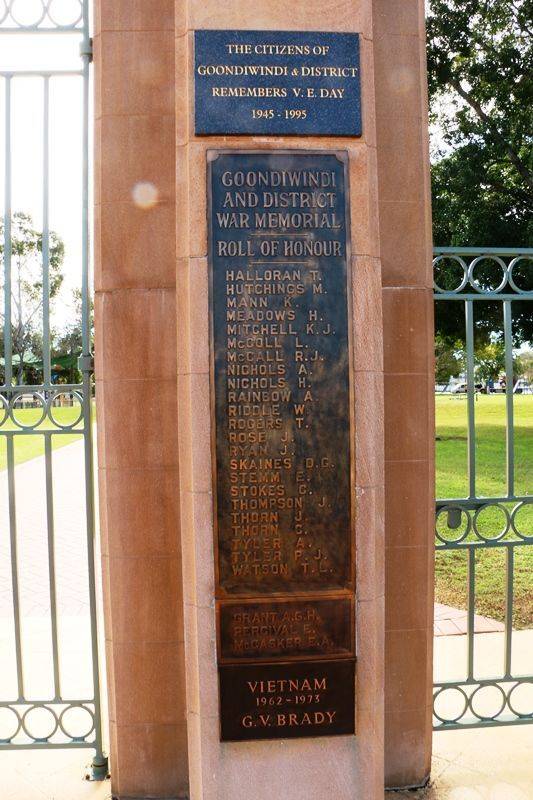 THE CITIZENS OF
GOONDIWINDI & DISTRICT
REMEMBERS V. E. DAY
1945 - 1995
GOONDIWINDI
AND DISTRICT
WAR MEMORIAL
ROLL OF HONOUR
HALLORAN T.
HUTCHINGS M.
MANN K.
MEADOWS H.
MITCHELL K.J.
McCOLL L.
McCALL R.J.
NICHOLS A.
NICHOLS H.
RAINBOW A.
RIDDLE W.
ROGERS T.
ROSE J.
RYAN J.
SKAINES D.G.
STEMM E.
STOKES C.
THOMPSON J.
THORN J.
THORN C.
TYLER A.
TYLER P.J.
WATSON T.C.
GRANT A.G.H.
PERCIVAL E.
McCASKER E.A.
VIETNAM
1962 - 1973
G.V. BRADY